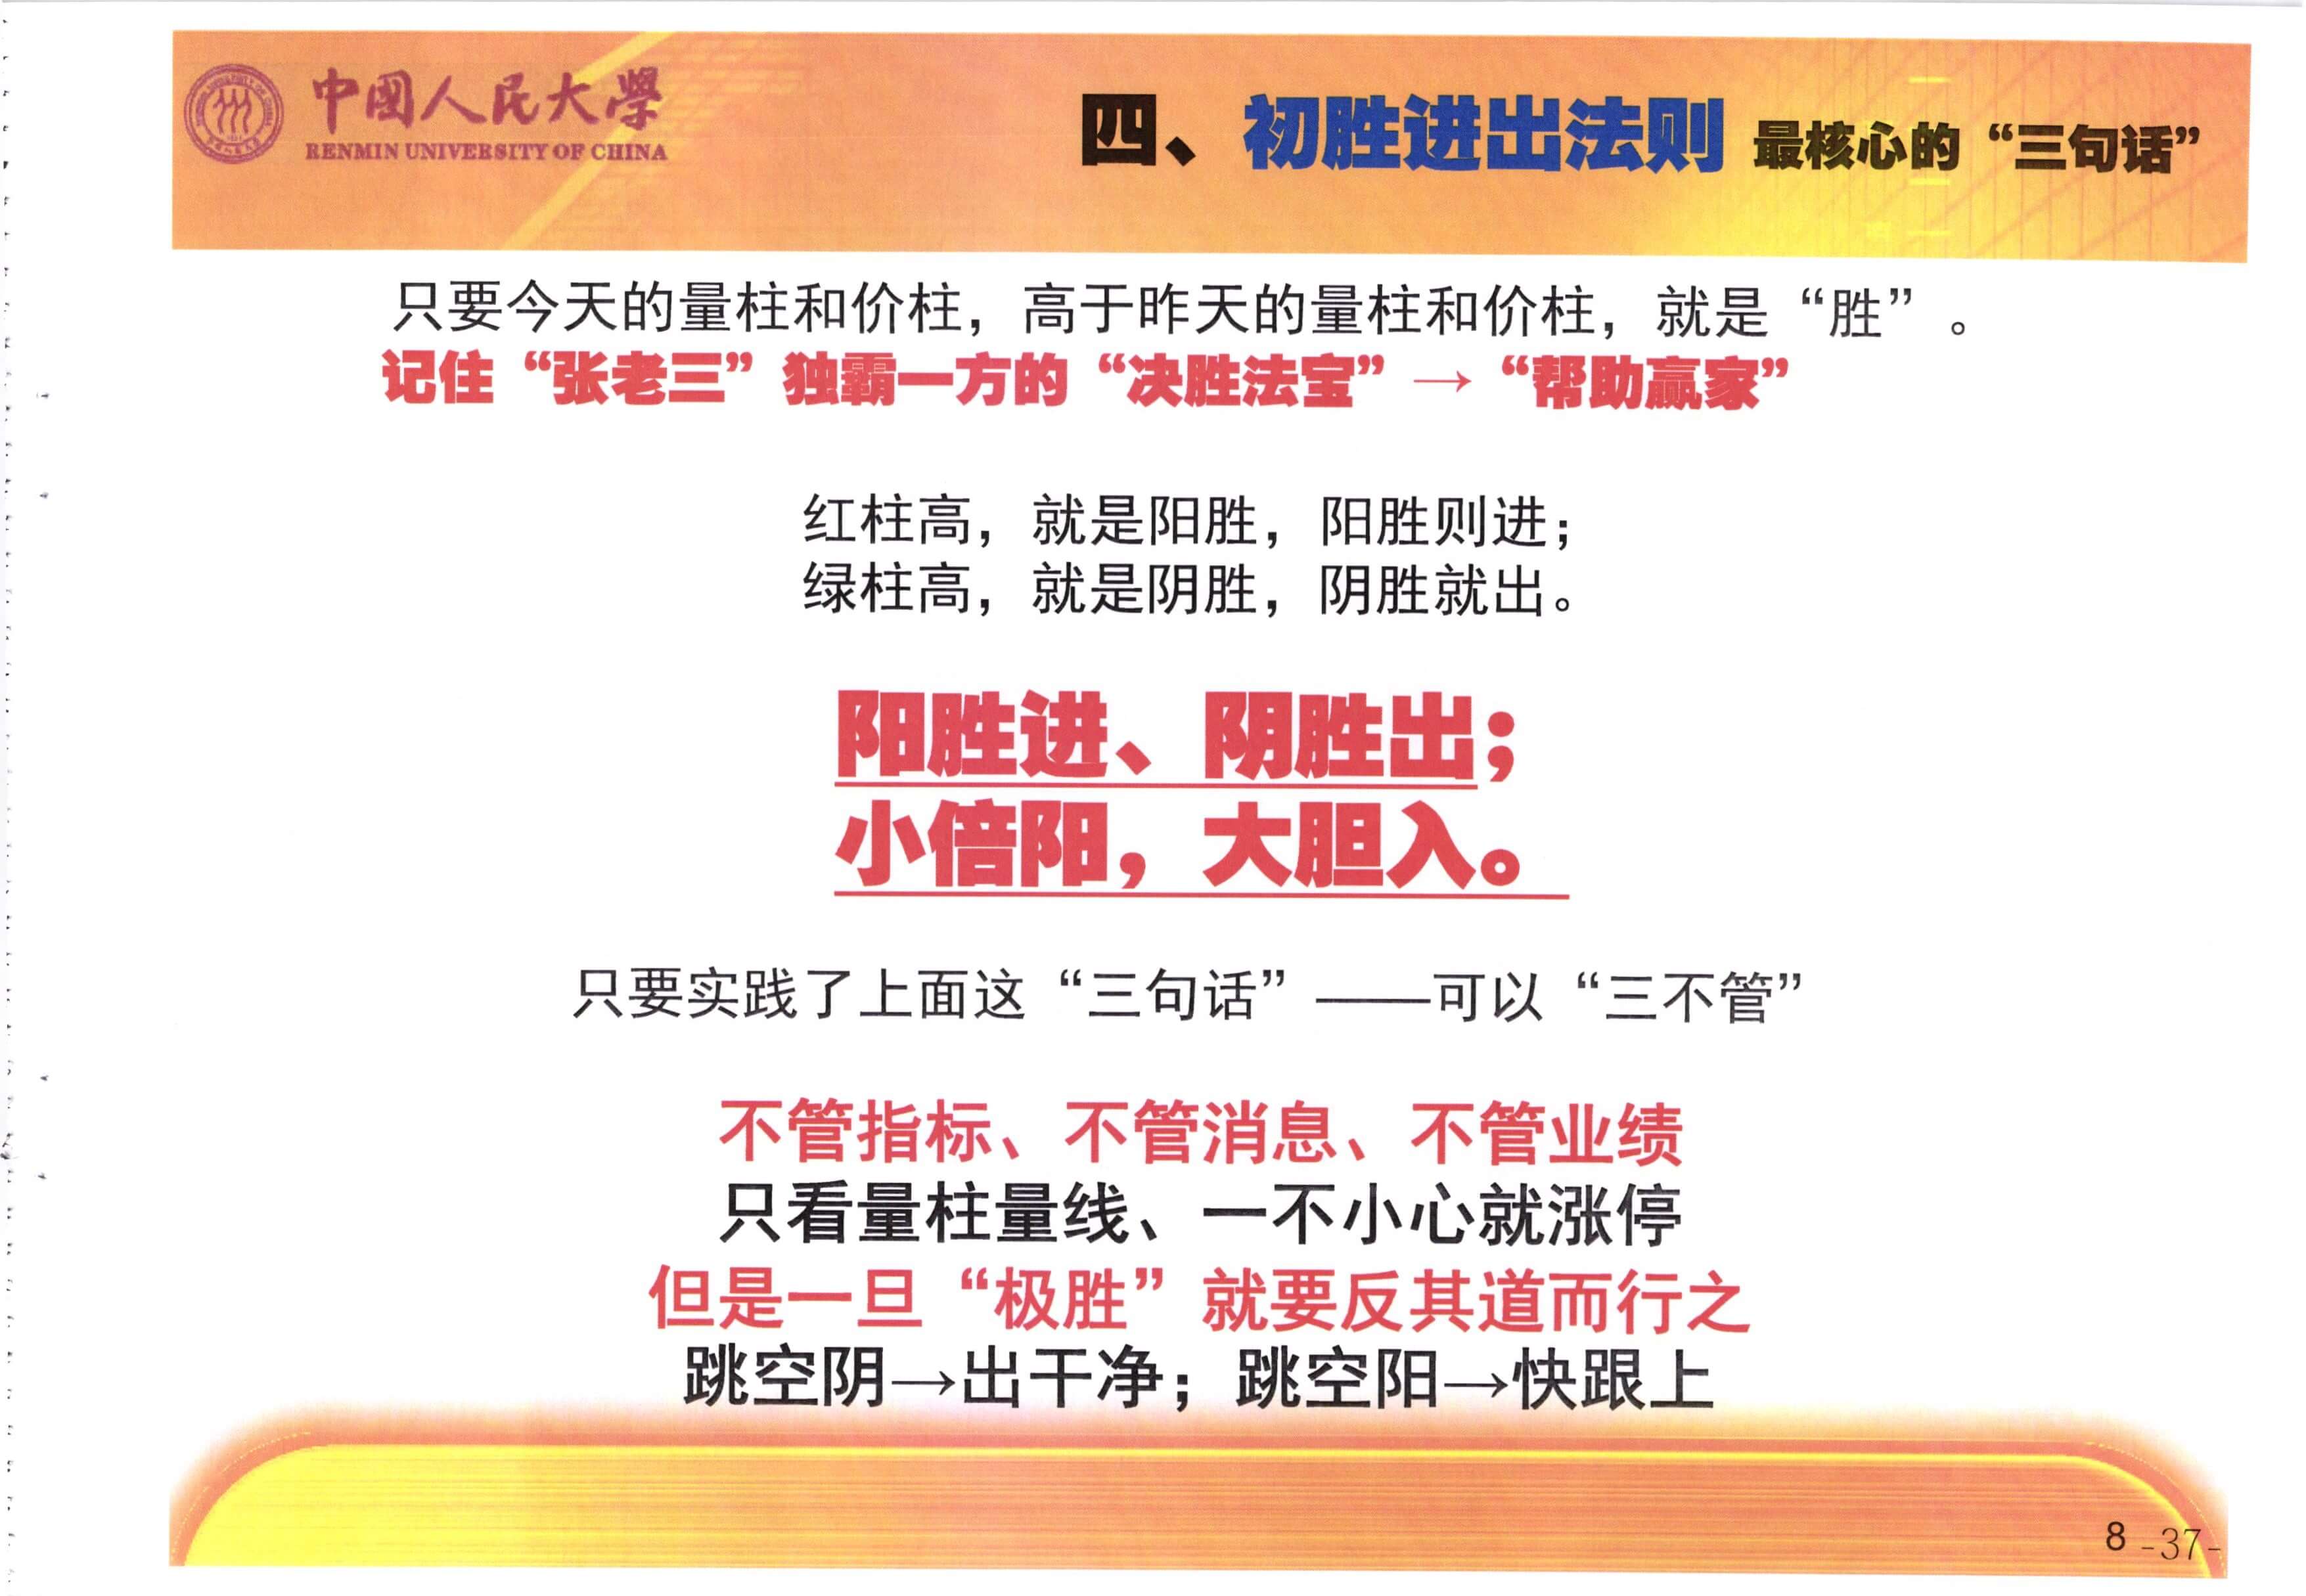 中国人民大學
RENMIN UNIVERSITY OF CHINA
四、初胜进出法则 最核心的“三句话”
只要今天的量柱和价柱，高于昨天的量柱和价柱，就是“胜”。
记住“张老三”独霸一方的“决胜法宝”→“帮助赢家”
红柱高，就是阳胜，阳胜则进；
绿柱高，就是阴胜，阴胜就出。
阳胜进、阴胜出；
小倍阳，大胆入。
只要实践了上面这“三句话”——可以“三不管”
不管指标、不管消息、不管业绩
只看量柱量线、一不小心就涨停
但是一旦“极胜”就要反其道而行之
跳空阴→出干净；跳空阳→快跟上
8 -37-